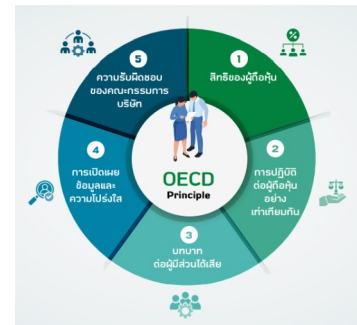 1
สิทธิของผู้ถือหุ้น
2
การปฏิบัติ
ต่อผู้ถือหุ้น
อย่าง
เท่าเทียมกัน
3
บทบาท
ต่อผู้มีส่วนได้เสีย
4
การเปิดเผย
ข้อมูลและ
ความโปร่งใส
5
ความรับผิดชอบ
ของคณะกรรมการ
บริษัท
OECD
Principle